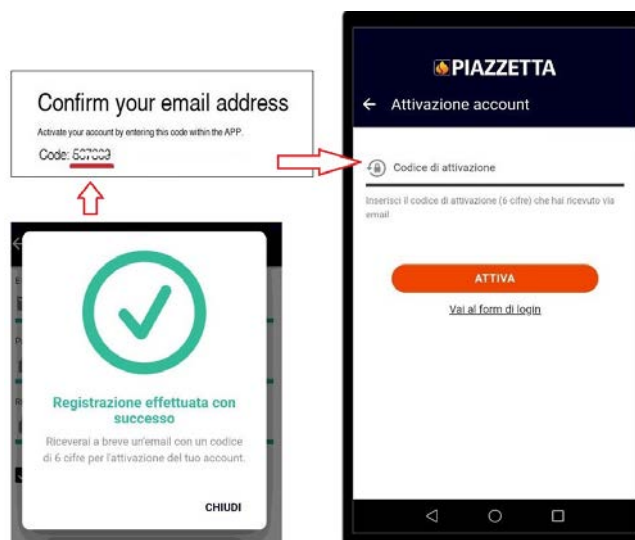 Confirm your email address
Activate your account by entering this code within the APP.
Code:
Registrazione effettuata con
successo
Riceverai a breve un'email con un codice
di 6 cifre per l'attivazione del tuo account.
CHIUDI
PIAZZETTA
Attivazione account
Codice di attivazione
Inserisci il codice di attivazione (6 cifre) che hai ricevuto via
email
ATTIVA
Vai al form di login